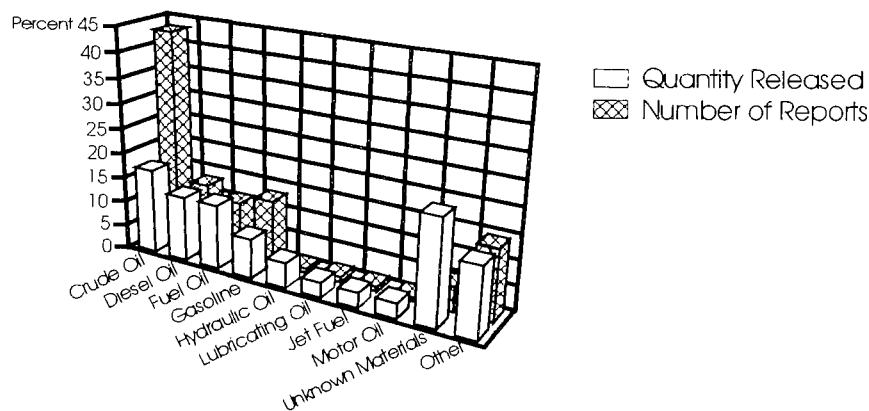 Percent 45
40
35
30
25
20
15
10
5
0
Crude Oil
Diesel Oil
Fuel Oil
Gasoline
Hydraulic Oil
Lubricating Oil
Jet Fuel
Motor Oil
Unknown Materials
Other
Quantity Released
Number of Reports